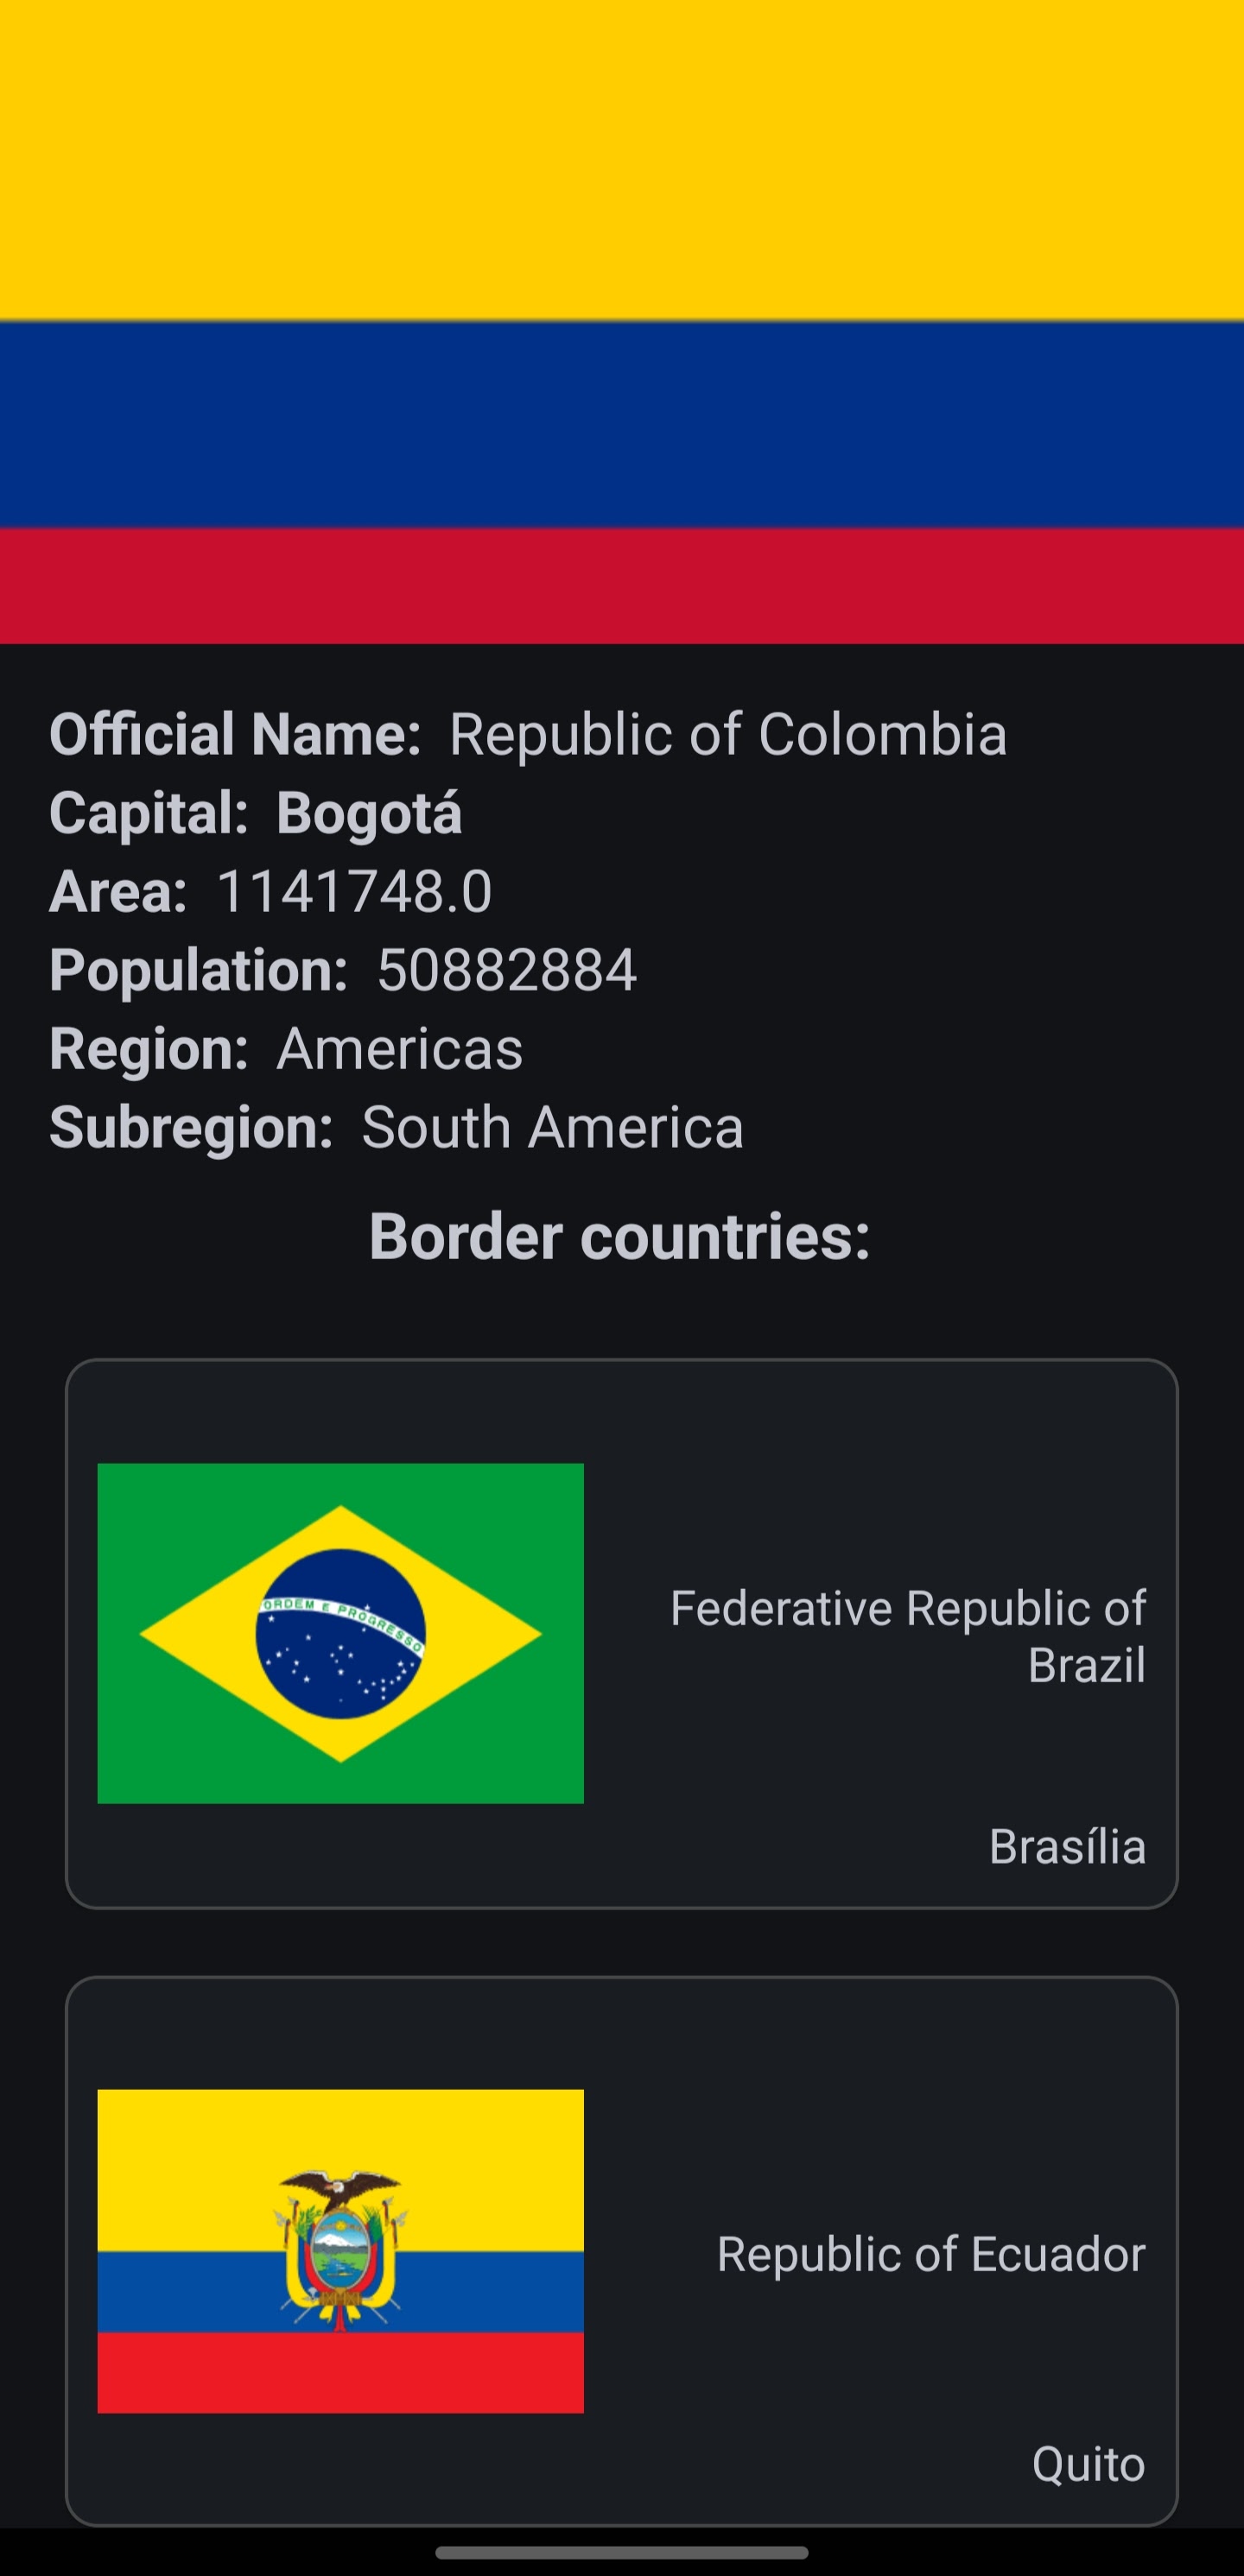 Official Name: Republic of Colombia
Capital: Bogotá
Area: 1141748.0
Population: 50882884
Region: Americas
Subregion: South America
Border countries:
ORDEM E PROGRESSO
Federative Republic of
Brazil
Brasília
Republic of Ecuador
Quito